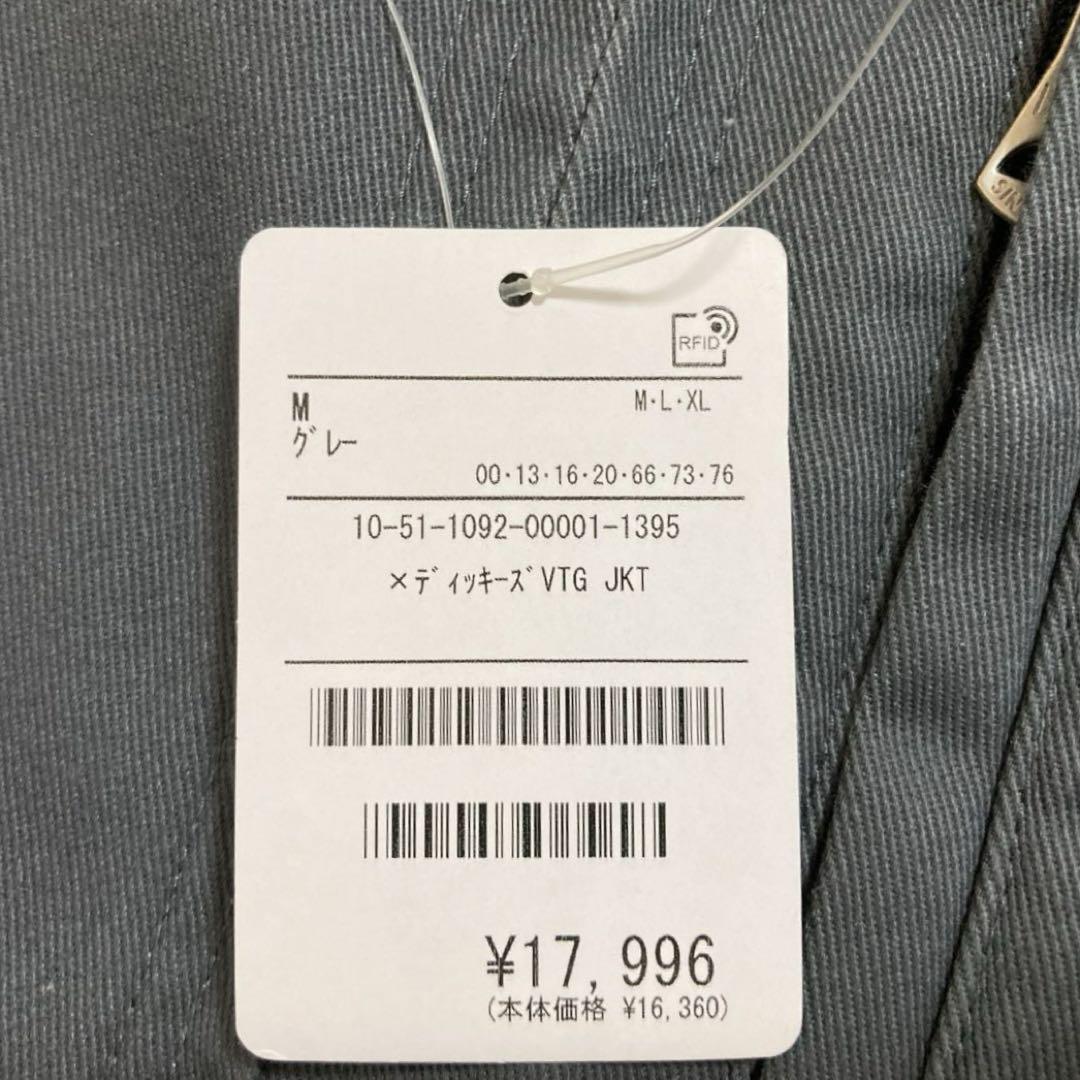 RFID
M M・L・XL
グレー
00・13・16・20・66・73・76
10-51-1092-00001-1395
×ディッキーズVTG JKT
¥17,996
(本体価格 ¥16,360)